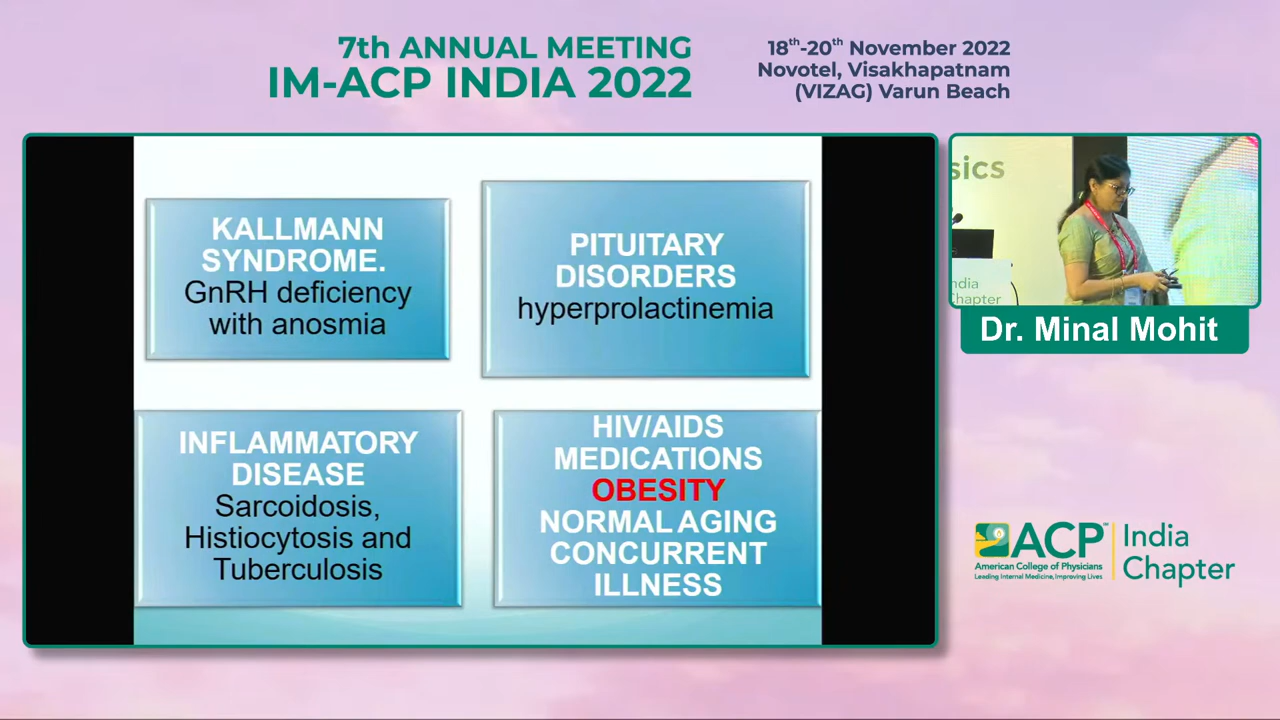 7th ANNUAL MEETING
IM-ACP INDIA 2022
18th-20th November 2022
Novotel, Visakhapatnam
(VIZAG) Varun Beach
KALLMANN
SYNDROME.
GnRH deficiency
with anosmia
PITUITARY
DISORDERS
hyperprolactinemia
INFLAMMATORY
DISEASE
Sarcoidosis,
Histiocytosis and
Tuberculosis
HIV/AIDS
MEDICATIONS
OBESITY
NORMAL AGING
CONCURRENT
ILLNESS
sics
ndia
Chapter
Dr. Minal Mohit
ACP™
American College of Physicians
Leading Internal Medicine, Improving Lives
India
Chapter